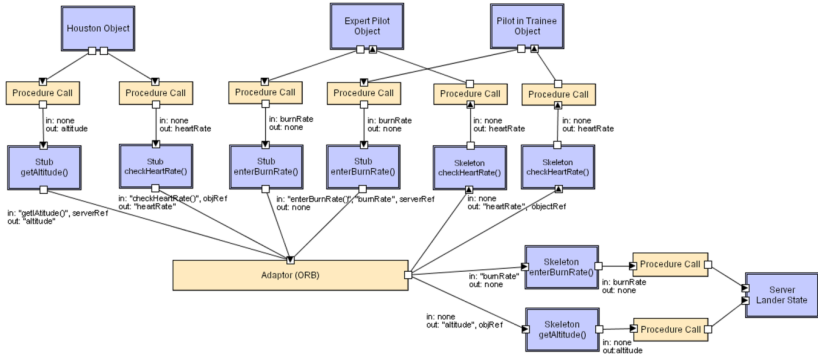 Houston Object
Expert Pilot
Object
Pilot in Trainee
Object
Procedure Call
Procedure Call
Procedure Call
Procedure Call
Procedure Call
Procedure Call
in: none
out: altitude
in: none
out: heartRate
in: burnRate
out: none
in: burnRate
out: none
in: none
out: heartRate
in: none
out: heartRate
Stub
getAltitude()
Stub
checkHeartRate()
Stub
enterBurnRate()
Stub
enterBurnRate()
Skeleton
checkHeartRate()
Skeleton
checkHeartRate()
in: "getlAtitude()", serverRef
out: "altitude"
in: "checkHeartRate()", objRef
out: "heartRate"
in: "enterBurnRate()", "burnRate", serverRef
out: none
in: none
out: "heartRate", objectRef
Adaptor (ORB)
in: "burnRate"
out: none
Skeleton
enterBurnRate()
Procedure Call
in: burnRate
out: none
Server
Lander State
in: none
out: "altitude", objRef
Skeleton
getAltitude()
Procedure Call
in: none
out:altitude